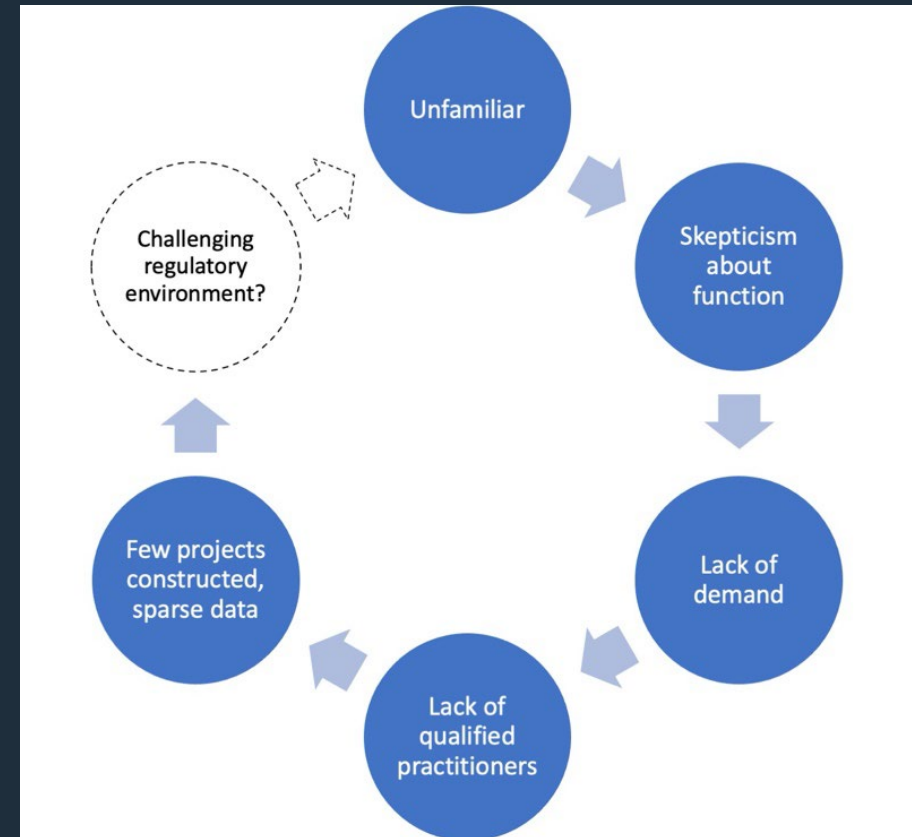 Unfamiliar
Skepticism
about
function
Lack of
demand
Lack of
qualified
practitioners
Few projects
constructed,
sparse data
Challenging
regulatory
environment?